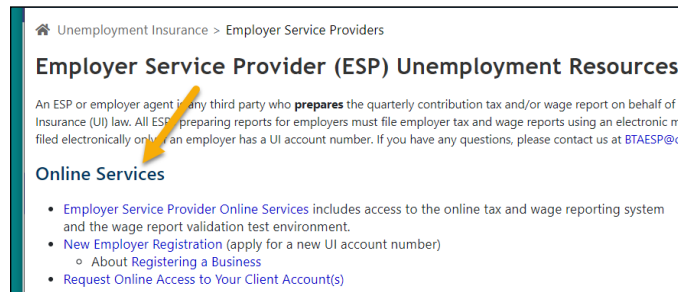 Unemployment Insurance > Employer Service Providers
Employer Service Provider (ESP) Unemployment Resources
An ESP or employer agent is any third party who prepares the quarterly contribution tax and/or wage report on behalf of
Insurance (UI) law. All ESPs preparing reports for employers must file employer tax and wage reports using an electronic
filed electronically only an employer has a UI account number. If you have any questions, please contact us at BTAESP@
Online Services
• Employer Service Provider Online Services includes access to the online tax and wage reporting system
and the wage report validation test environment.
• New Employer Registration (apply for a new UI account number)
○ About Registering a Business
• Request Online Access to Your Client Account(s)